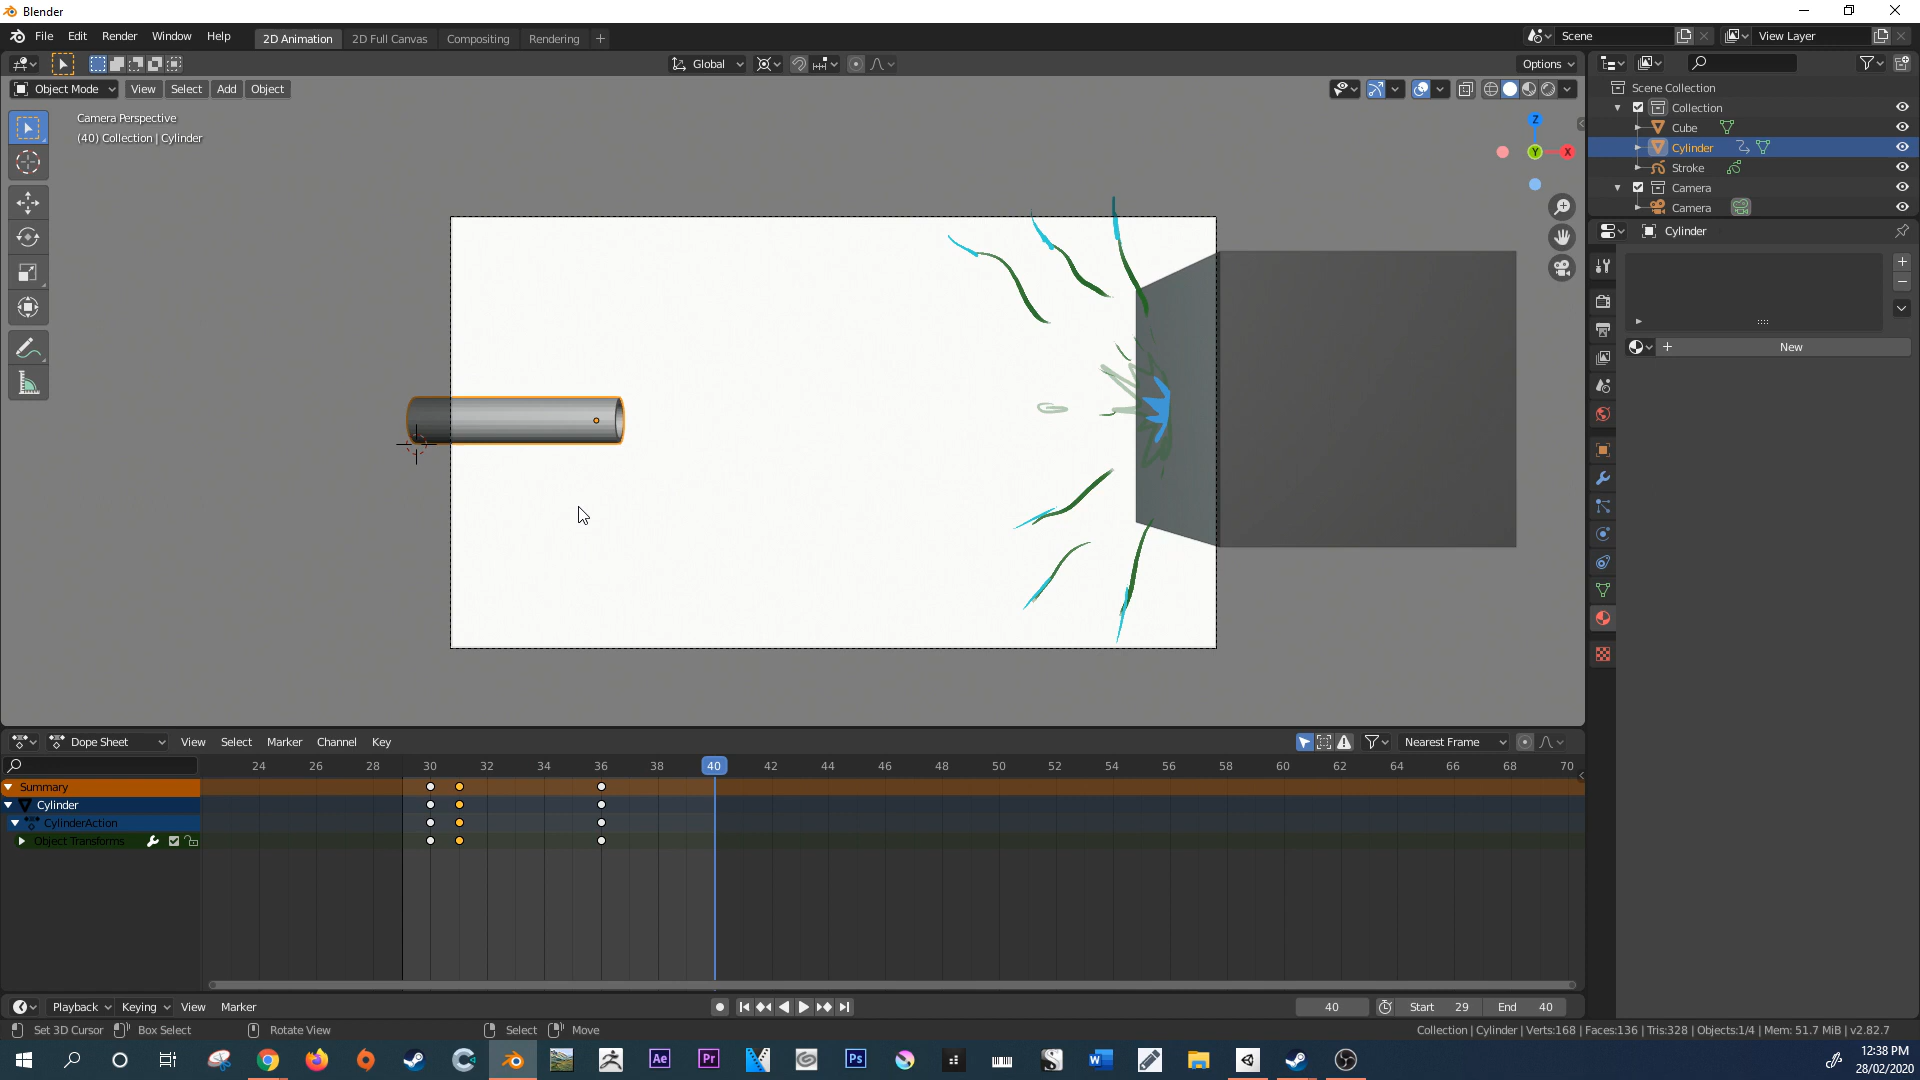 Blender
File Edit Render Window Help
2D Animation 2D Full Canvas Compositing Rendering +
Scene
View Layer
Global
Options
Object Mode View Select Add Object
Camera Perspective
(40) Collection | Cylinder
Z
Y
X
Scene Collection
Collection
Cube
Cylinder
Stroke
Camera
Camera
Cylinder
New
Dope Sheet View Select Marker Channel Key
Nearest Frame
24 26 28 30 32 34 36 38 40 42 44 46 48 50 52 54 56 58 60 62 64 66 68 70
Summary
Cylinder
CylinderAction
Object Transforms
Playback Keying View Marker
40 Start 29 End 40
Set 3D Cursor Box Select Rotate View Select Move
Collection | Cylinder | Verts:168 | Faces:136 | Tris:328 | Objects:1/4 | Mem: 51.7 MiB | v2.82.7
Ae Pr Ps
12:38 PM
28/02/2020